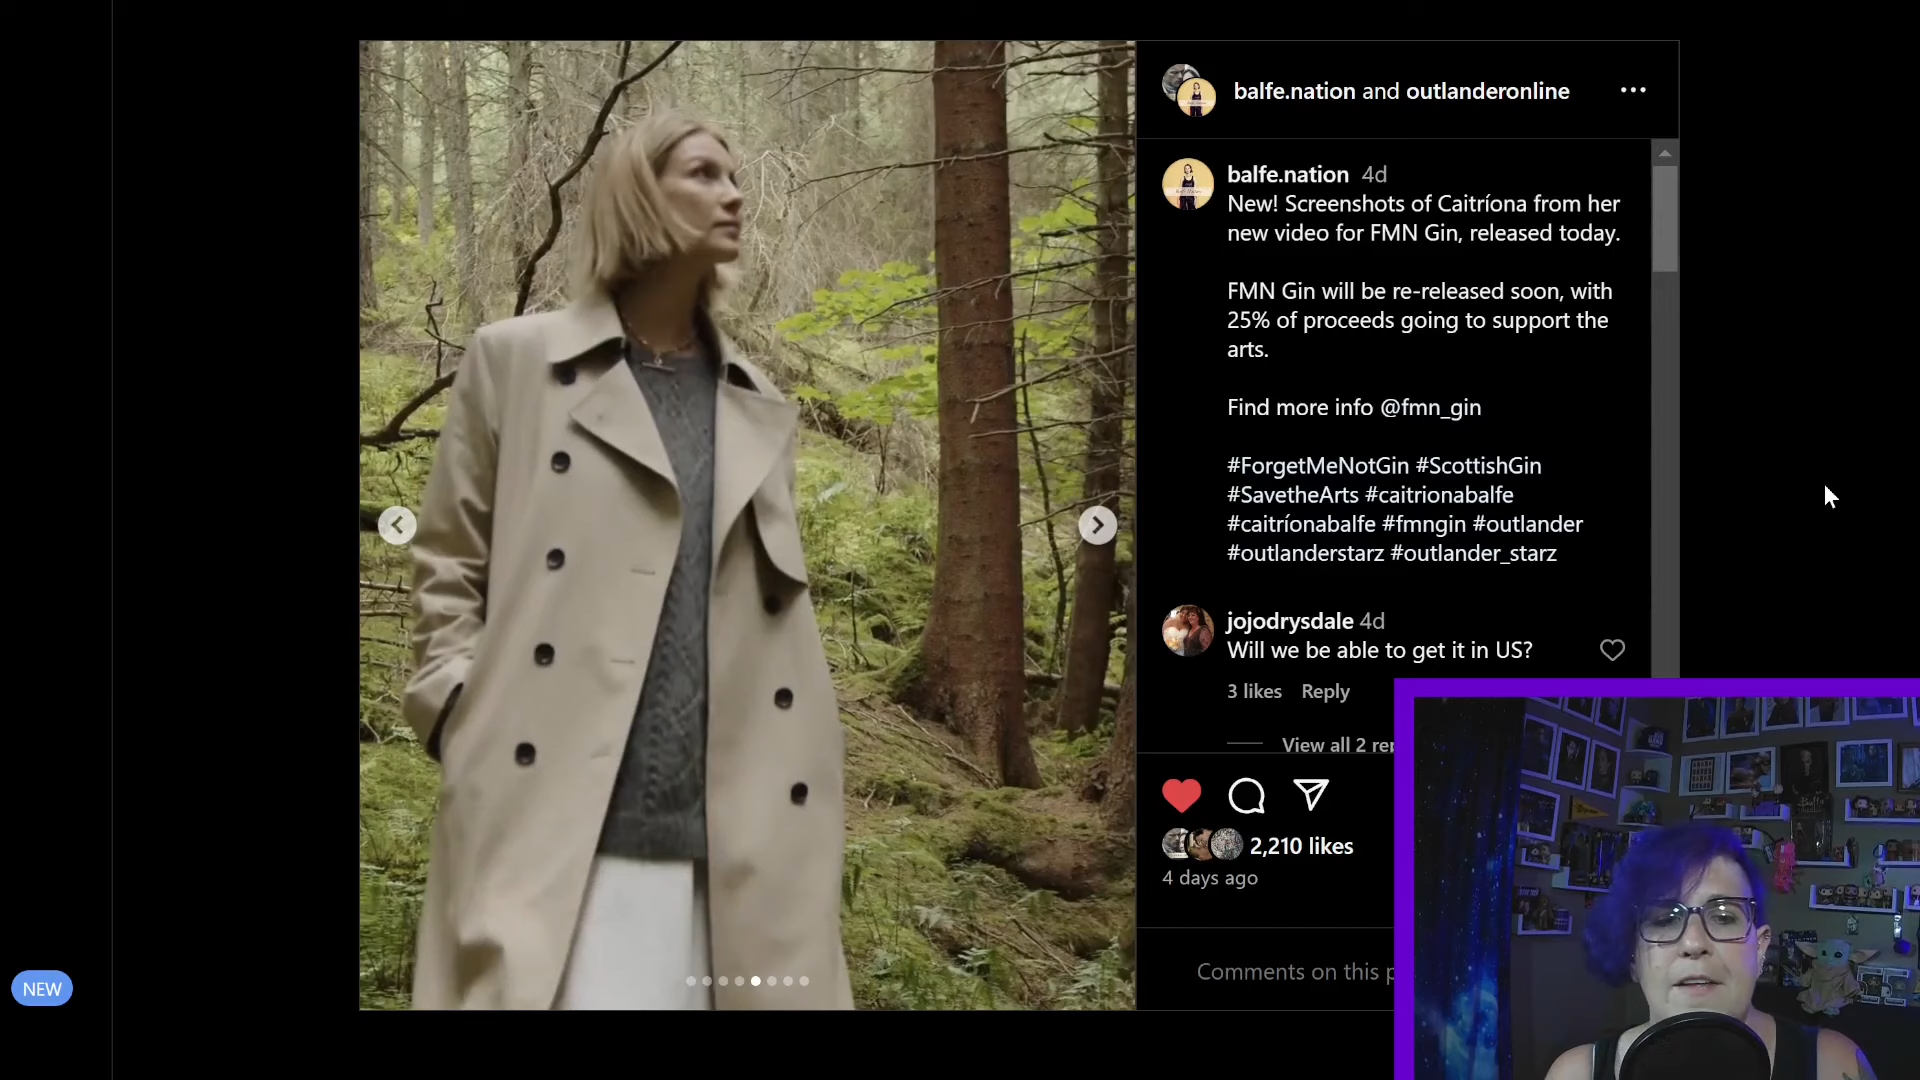 balfe.nation and outlanderonline
balfe.nation 4d
New! Screenshots of Caitríona from her
new video for FMN Gin, released today.
FMN Gin will be re-released soon, with
25% of proceeds going to support the
arts.
Find more info @fmn_gin
#ForgetMeNotGin #ScottishGin
#SavetheArts #caitrionabalfe
#caitríonabalfe #fmngin #outlander
#outlanderstarz #outlander_starz
jojodrysdale 4d
Will we be able to get it in US?
3 likes Reply
View all 2 rep
2,210 likes
4 days ago
Comments on this p
NEW